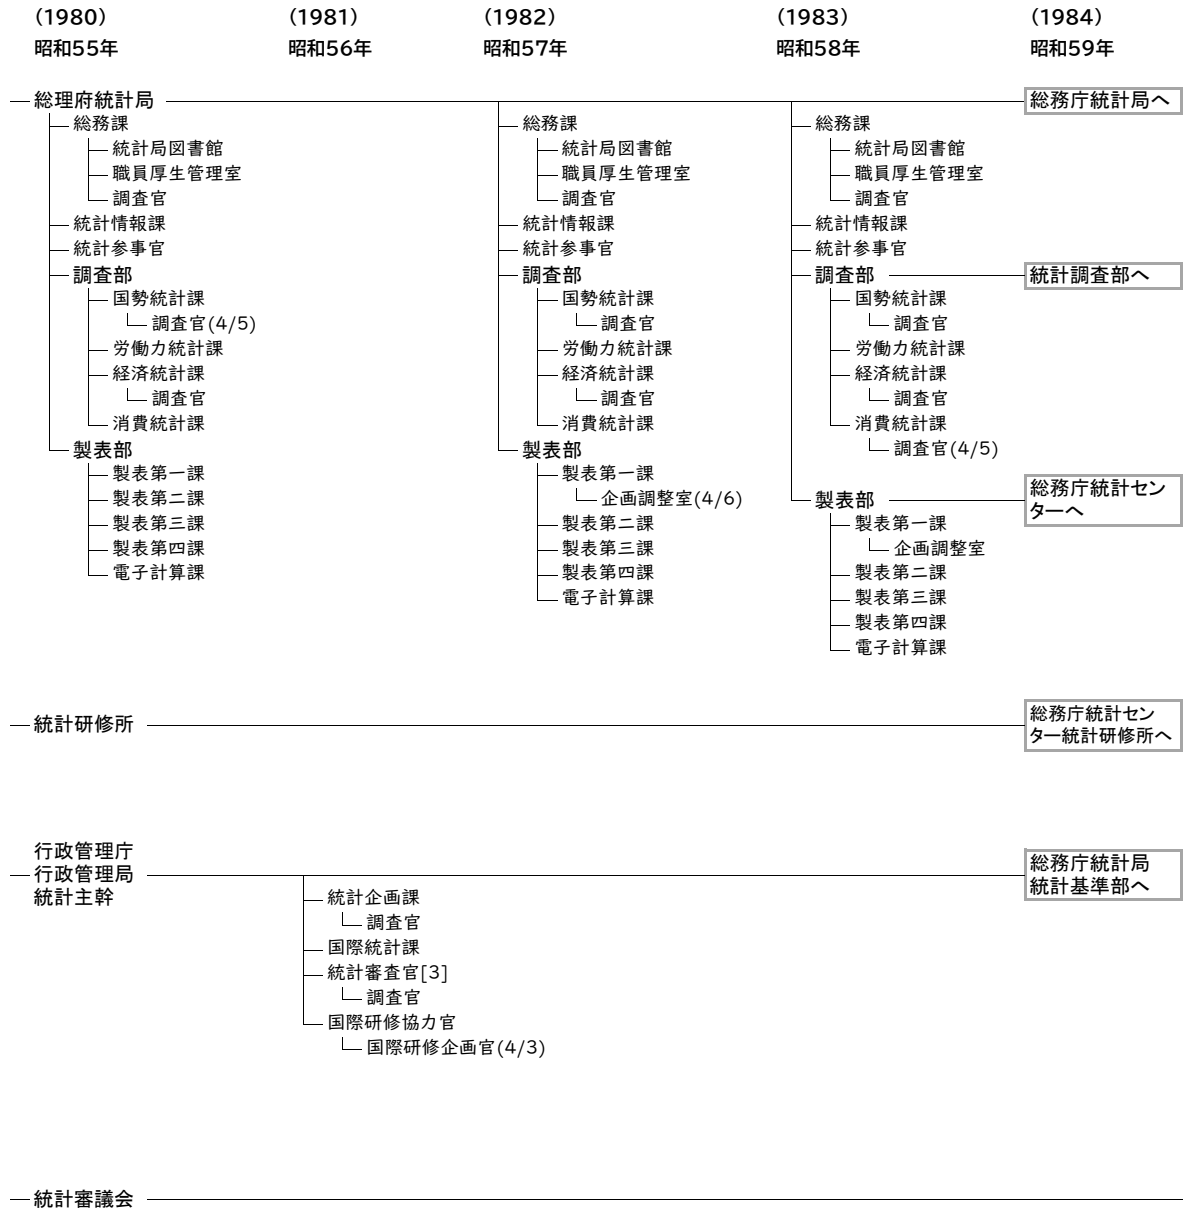 （1980）
昭和55年
（1981）
昭和56年
（1982）
昭和57年
（1983）
昭和58年
（1984）
昭和59年
総理府統計局
総務課
統計局図書館
職員厚生管理室
調査官
統計情報課
統計参事官
調査部
国勢統計課
調査官(4/5)
労働力統計課
経済統計課
調査官
消費統計課
製表部
製表第一課
製表第二課
製表第三課
製表第四課
電子計算課
総務課
統計局図書館
職員厚生管理室
調査官
統計情報課
統計参事官
調査部
国勢統計課
調査官
労働力統計課
経済統計課
調査官
消費統計課
製表部
製表第一課
企画調整室(4/6)
製表第二課
製表第三課
製表第四課
電子計算課
総務課
統計局図書館
職員厚生管理室
調査官
統計情報課
統計参事官
調査部
国勢統計課
調査官
労働力統計課
経済統計課
調査官
消費統計課
調査官(4/5)
製表部
製表第一課
企画調整室
製表第二課
製表第三課
製表第四課
電子計算課
総務庁統計局へ
統計調査部へ
総務庁統計セン
ターへ
統計研修所
総務庁統計セン
ター統計研修所へ
行政管理庁
行政管理局
統計主幹
統計企画課
調査官
国際統計課
統計審査官[3]
調査官
国際研修協力官
国際研修企画官(4/3)
総務庁統計局
統計基準部へ
統計審議会